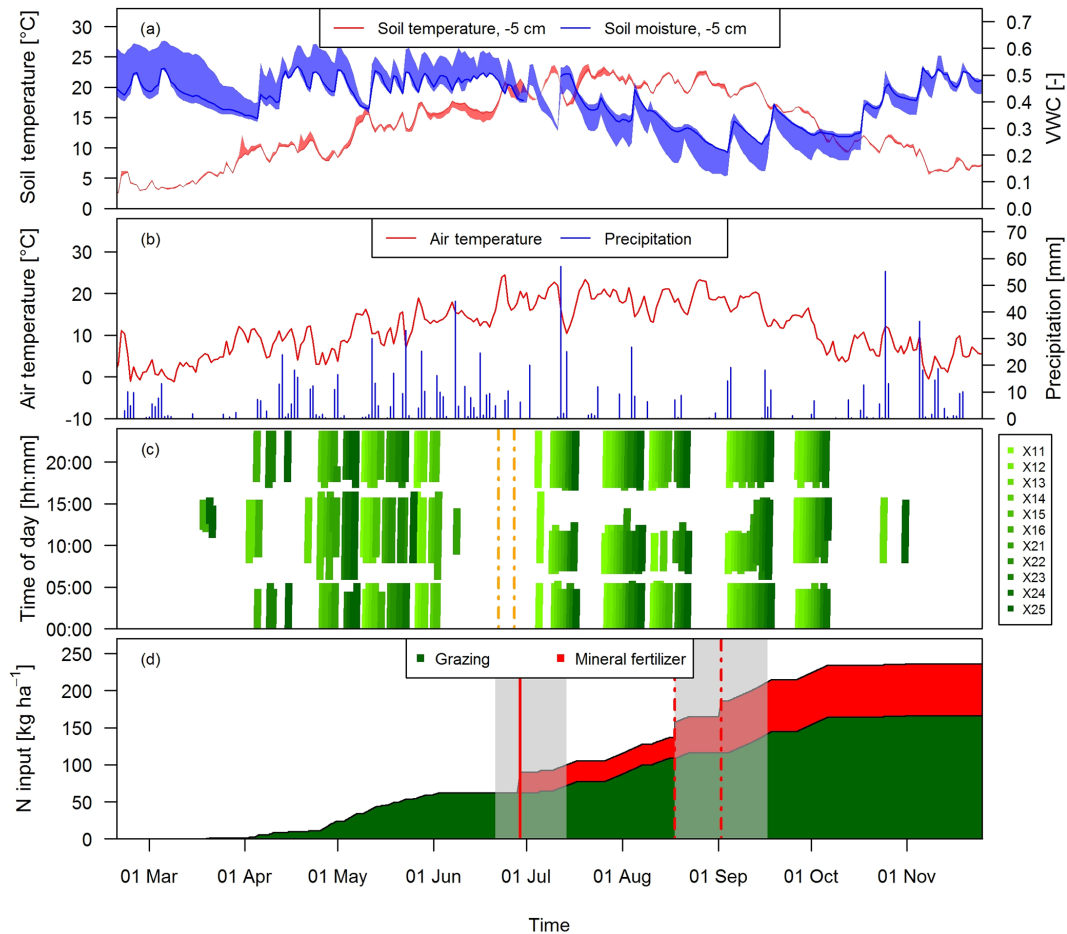 (a)
Soil temperature, -5 cm
Soil moisture, -5 cm
Soil temperature [°C]
30
25
20
15
10
5
0
VWC [-]
0.7
0.6
0.5
0.4
0.3
0.2
0.1
0.0
(b)
Air temperature
Precipitation
Air temperature [°C]
30
20
10
0
-10
Precipitation [mm]
70
60
50
40
30
20
10
0
(c)
Time of day [hh:mm]
20:00
15:00
10:00
05:00
00:00
X11
X12
X13
X14
X15
X16
X21
X22
X23
X24
X25
(d)
Grazing
Mineral fertilizer
N input [kg ha⁻¹]
250
200
150
100
50
0
01 Mar 01 Apr 01 May 01 Jun 01 Jul 01 Aug 01 Sep 01 Oct 01 Nov
Time